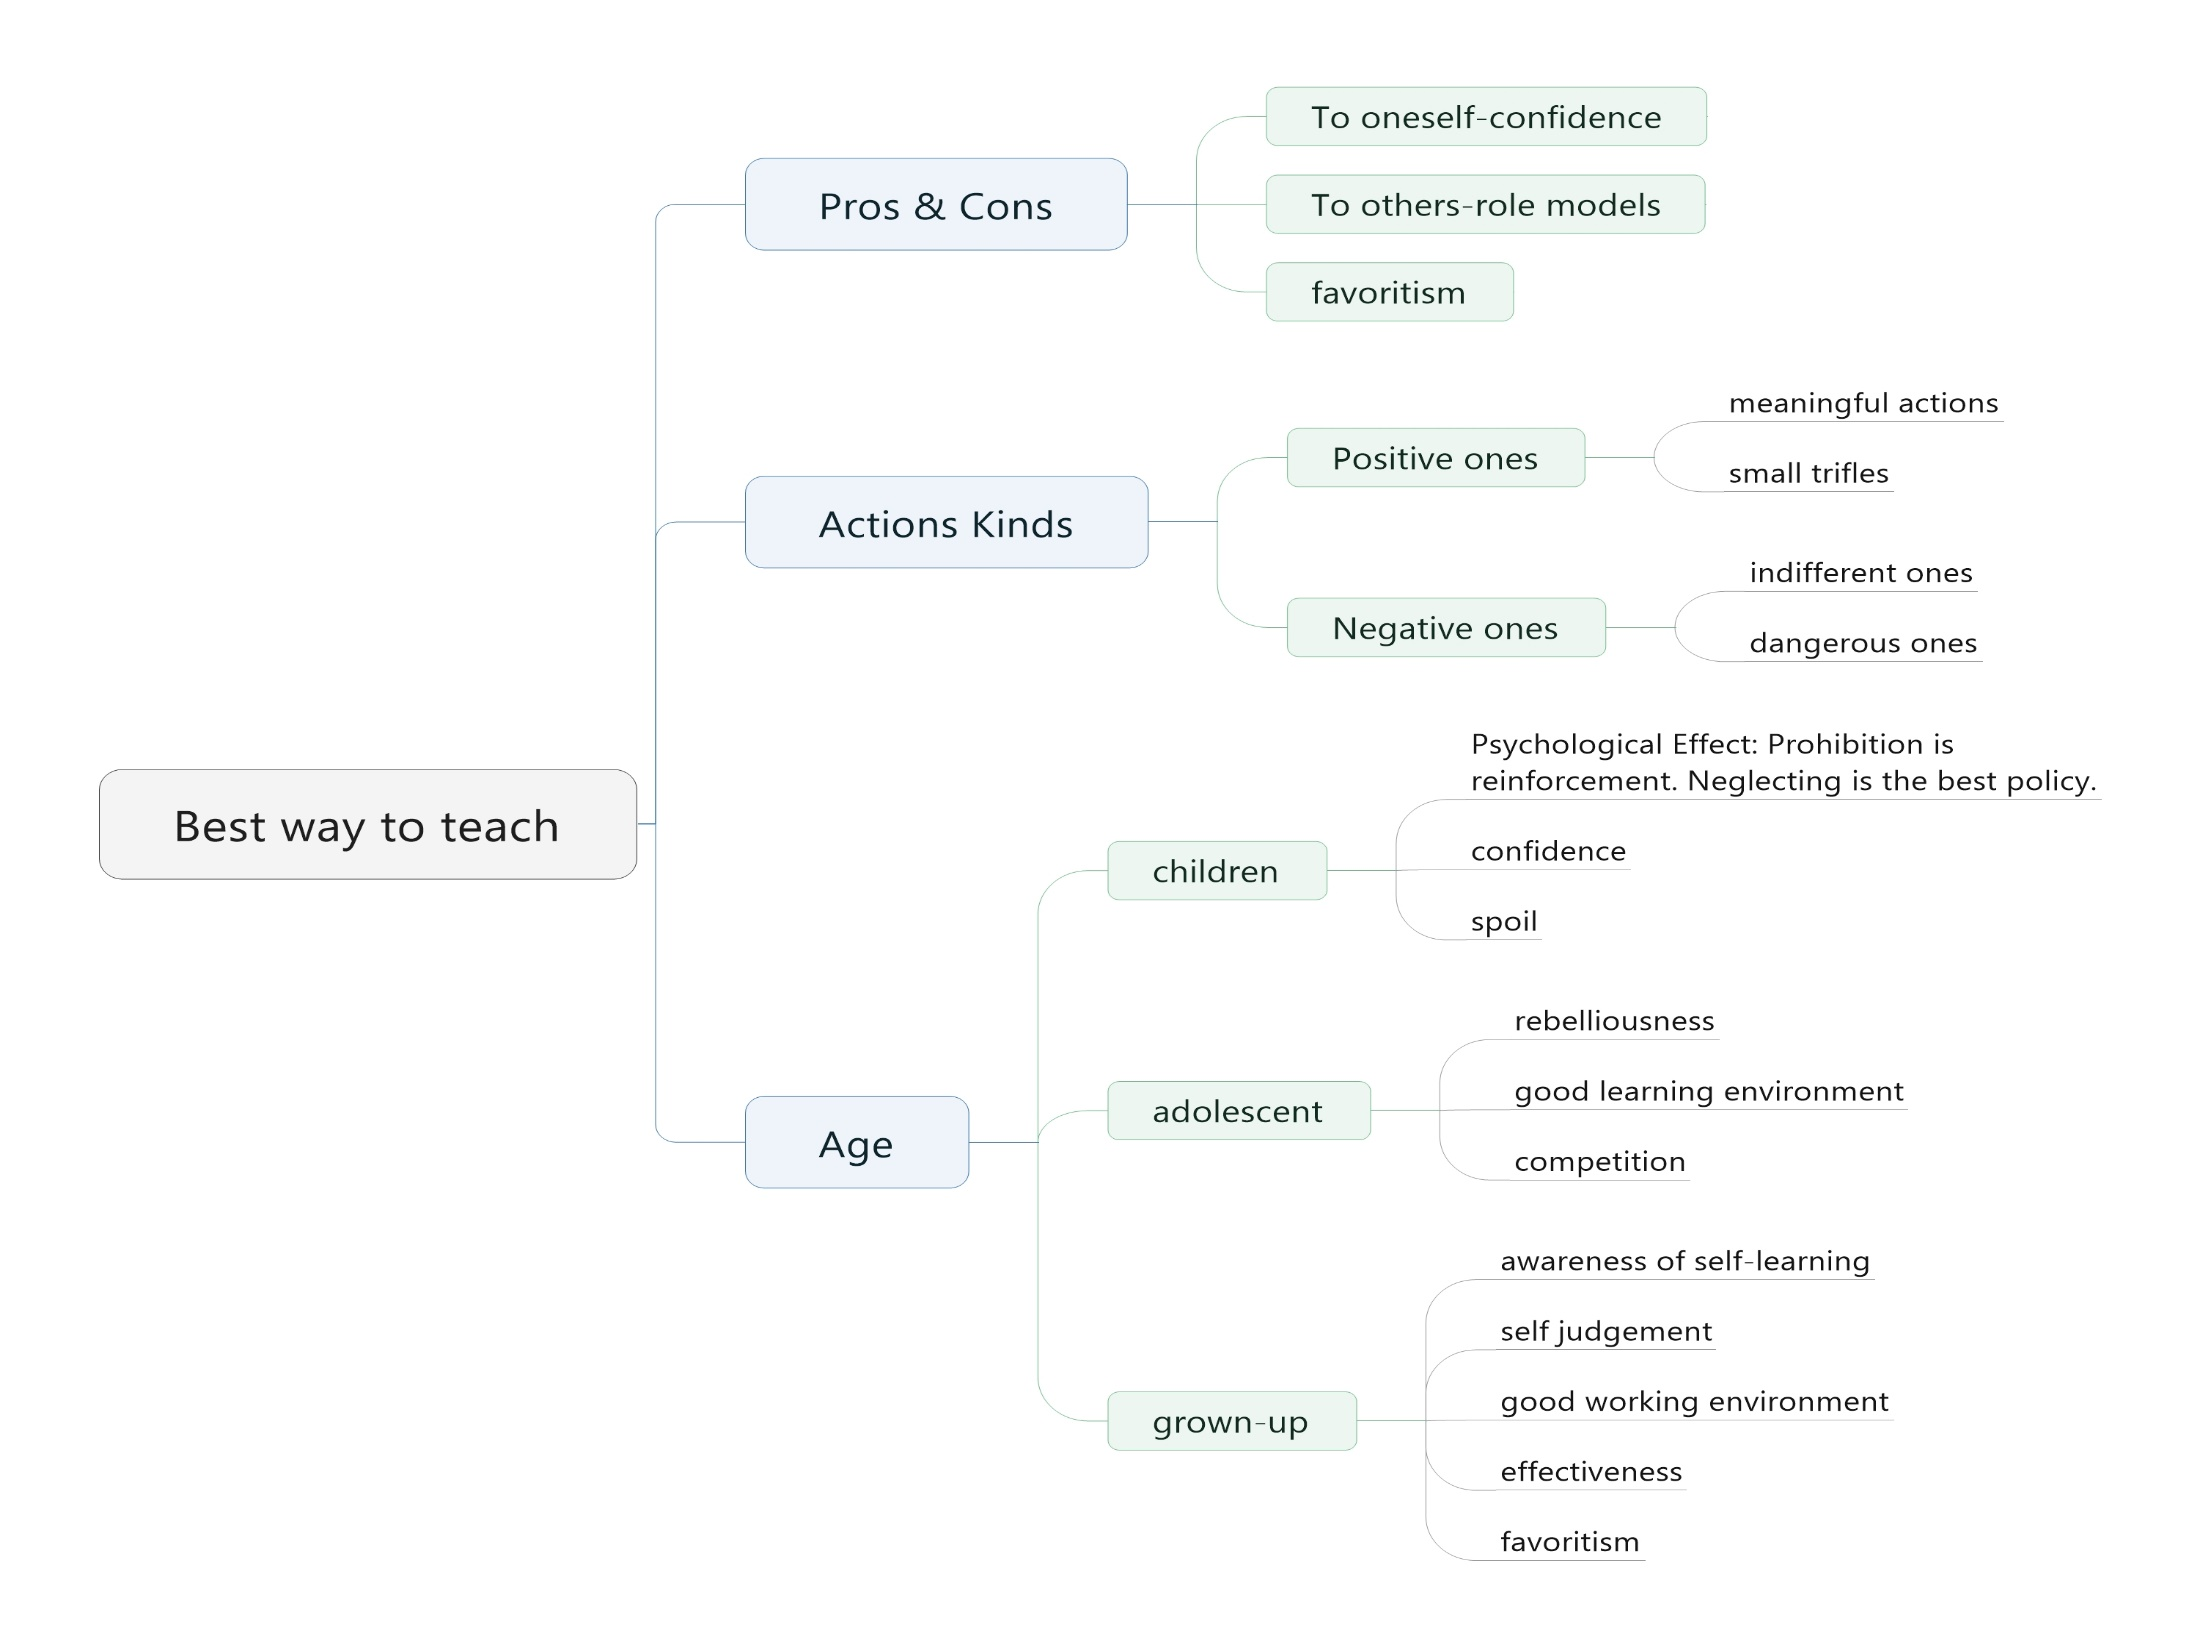 Best way to teach
Pros & Cons
To oneself-confidence
To others-role models
favoritism
Actions Kinds
Positive ones
meaningful actions
small trifles
Negative ones
indifferent ones
dangerous ones
Age
children
Psychological Effect: Prohibition is
reinforcement. Neglecting is the best policy.
confidence
spoil
adolescent
rebelliousness
good learning environment
competition
grown-up
awareness of self-learning
self judgement
good working environment
effectiveness
favoritism